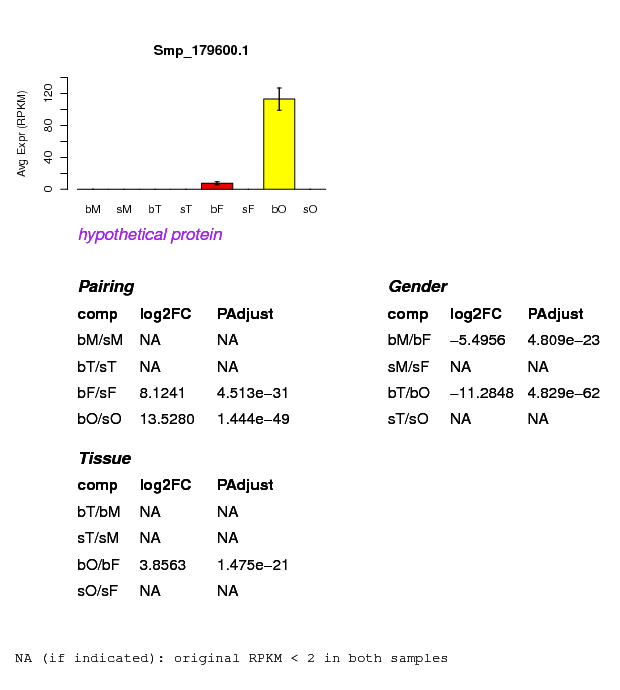 Smp_179600.1
Avg Expr (RPKM)
120
80
40
0
bM sM bT sT bF sF bO sO
hypothetical protein
Pairing
comp log2FC PAdjust
bM/sM NA NA
bT/sT NA NA
bF/sF 8.1241 4.513e−31
bO/sO 13.5280 1.444e−49
Gender
comp log2FC PAdjust
bM/bF −5.4956 4.809e−23
sM/sF NA NA
bT/bO −11.2848 4.829e−62
sT/sO NA NA
Tissue
comp log2FC PAdjust
bT/bM NA NA
sT/sM NA NA
bO/bF 3.8563 1.475e−21
sO/sF NA NA
NA (if indicated): original RPKM < 2 in both samples